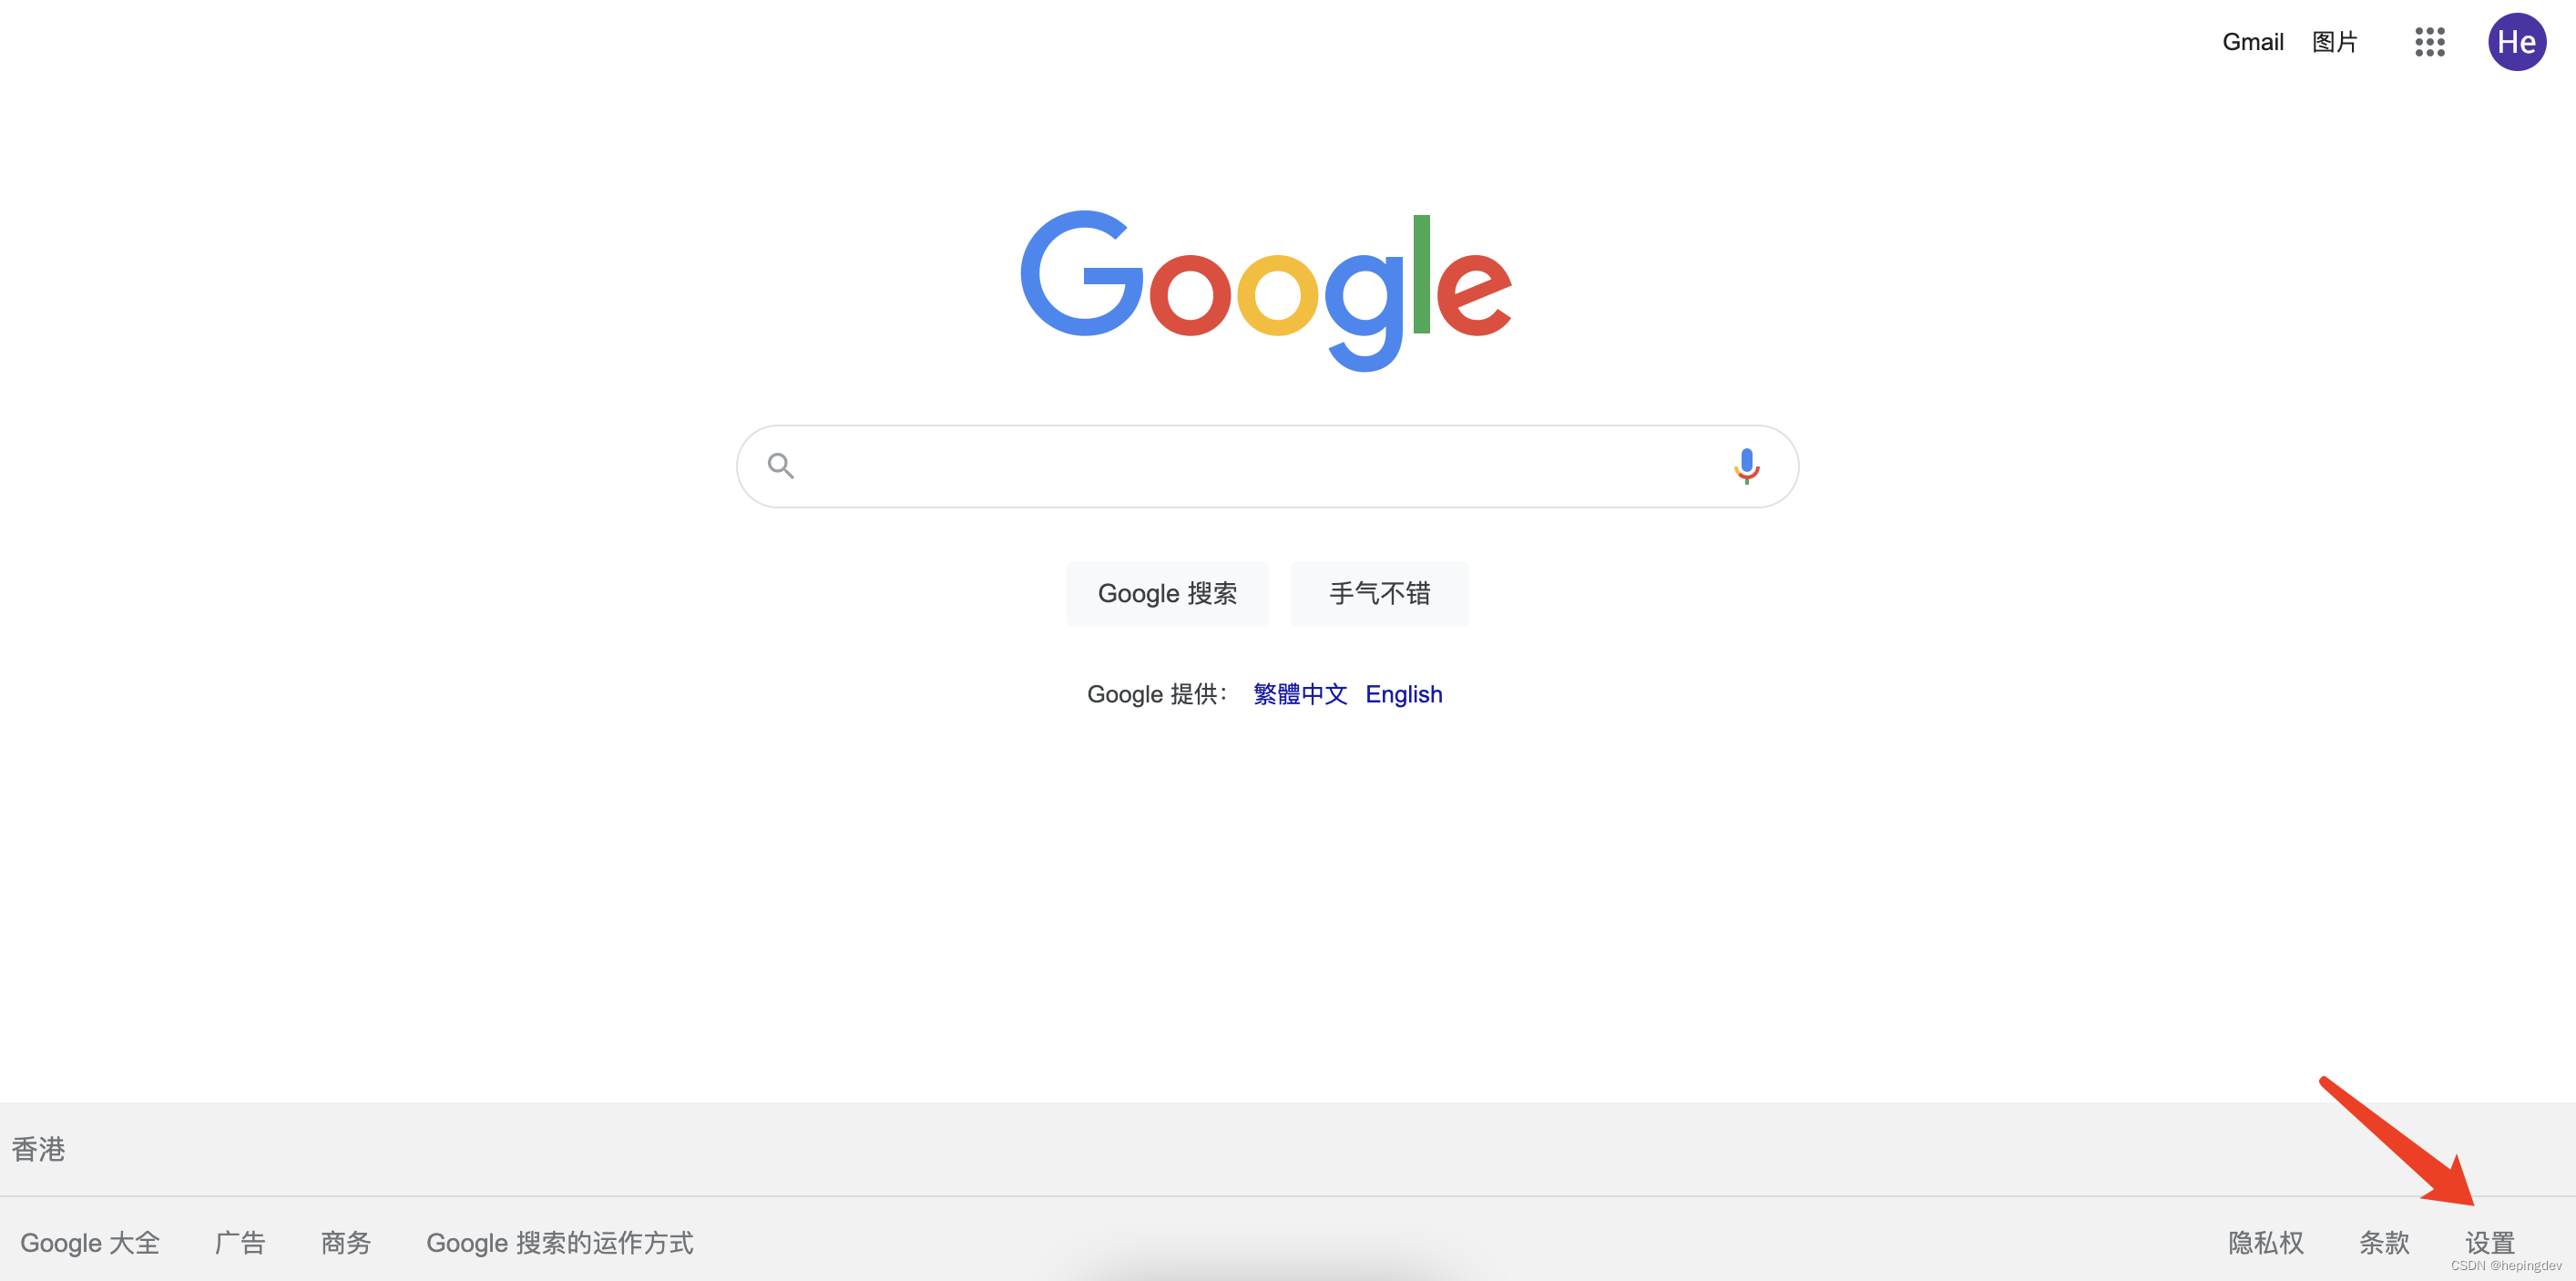 Gmail 图片 He
Google
Google 搜索 手气不错
Google 提供： 繁體中文 English
香港
Google 大全 广告 商务 Google 搜索的运作方式 隐私权 条款 设置
CSDN @hepingdev